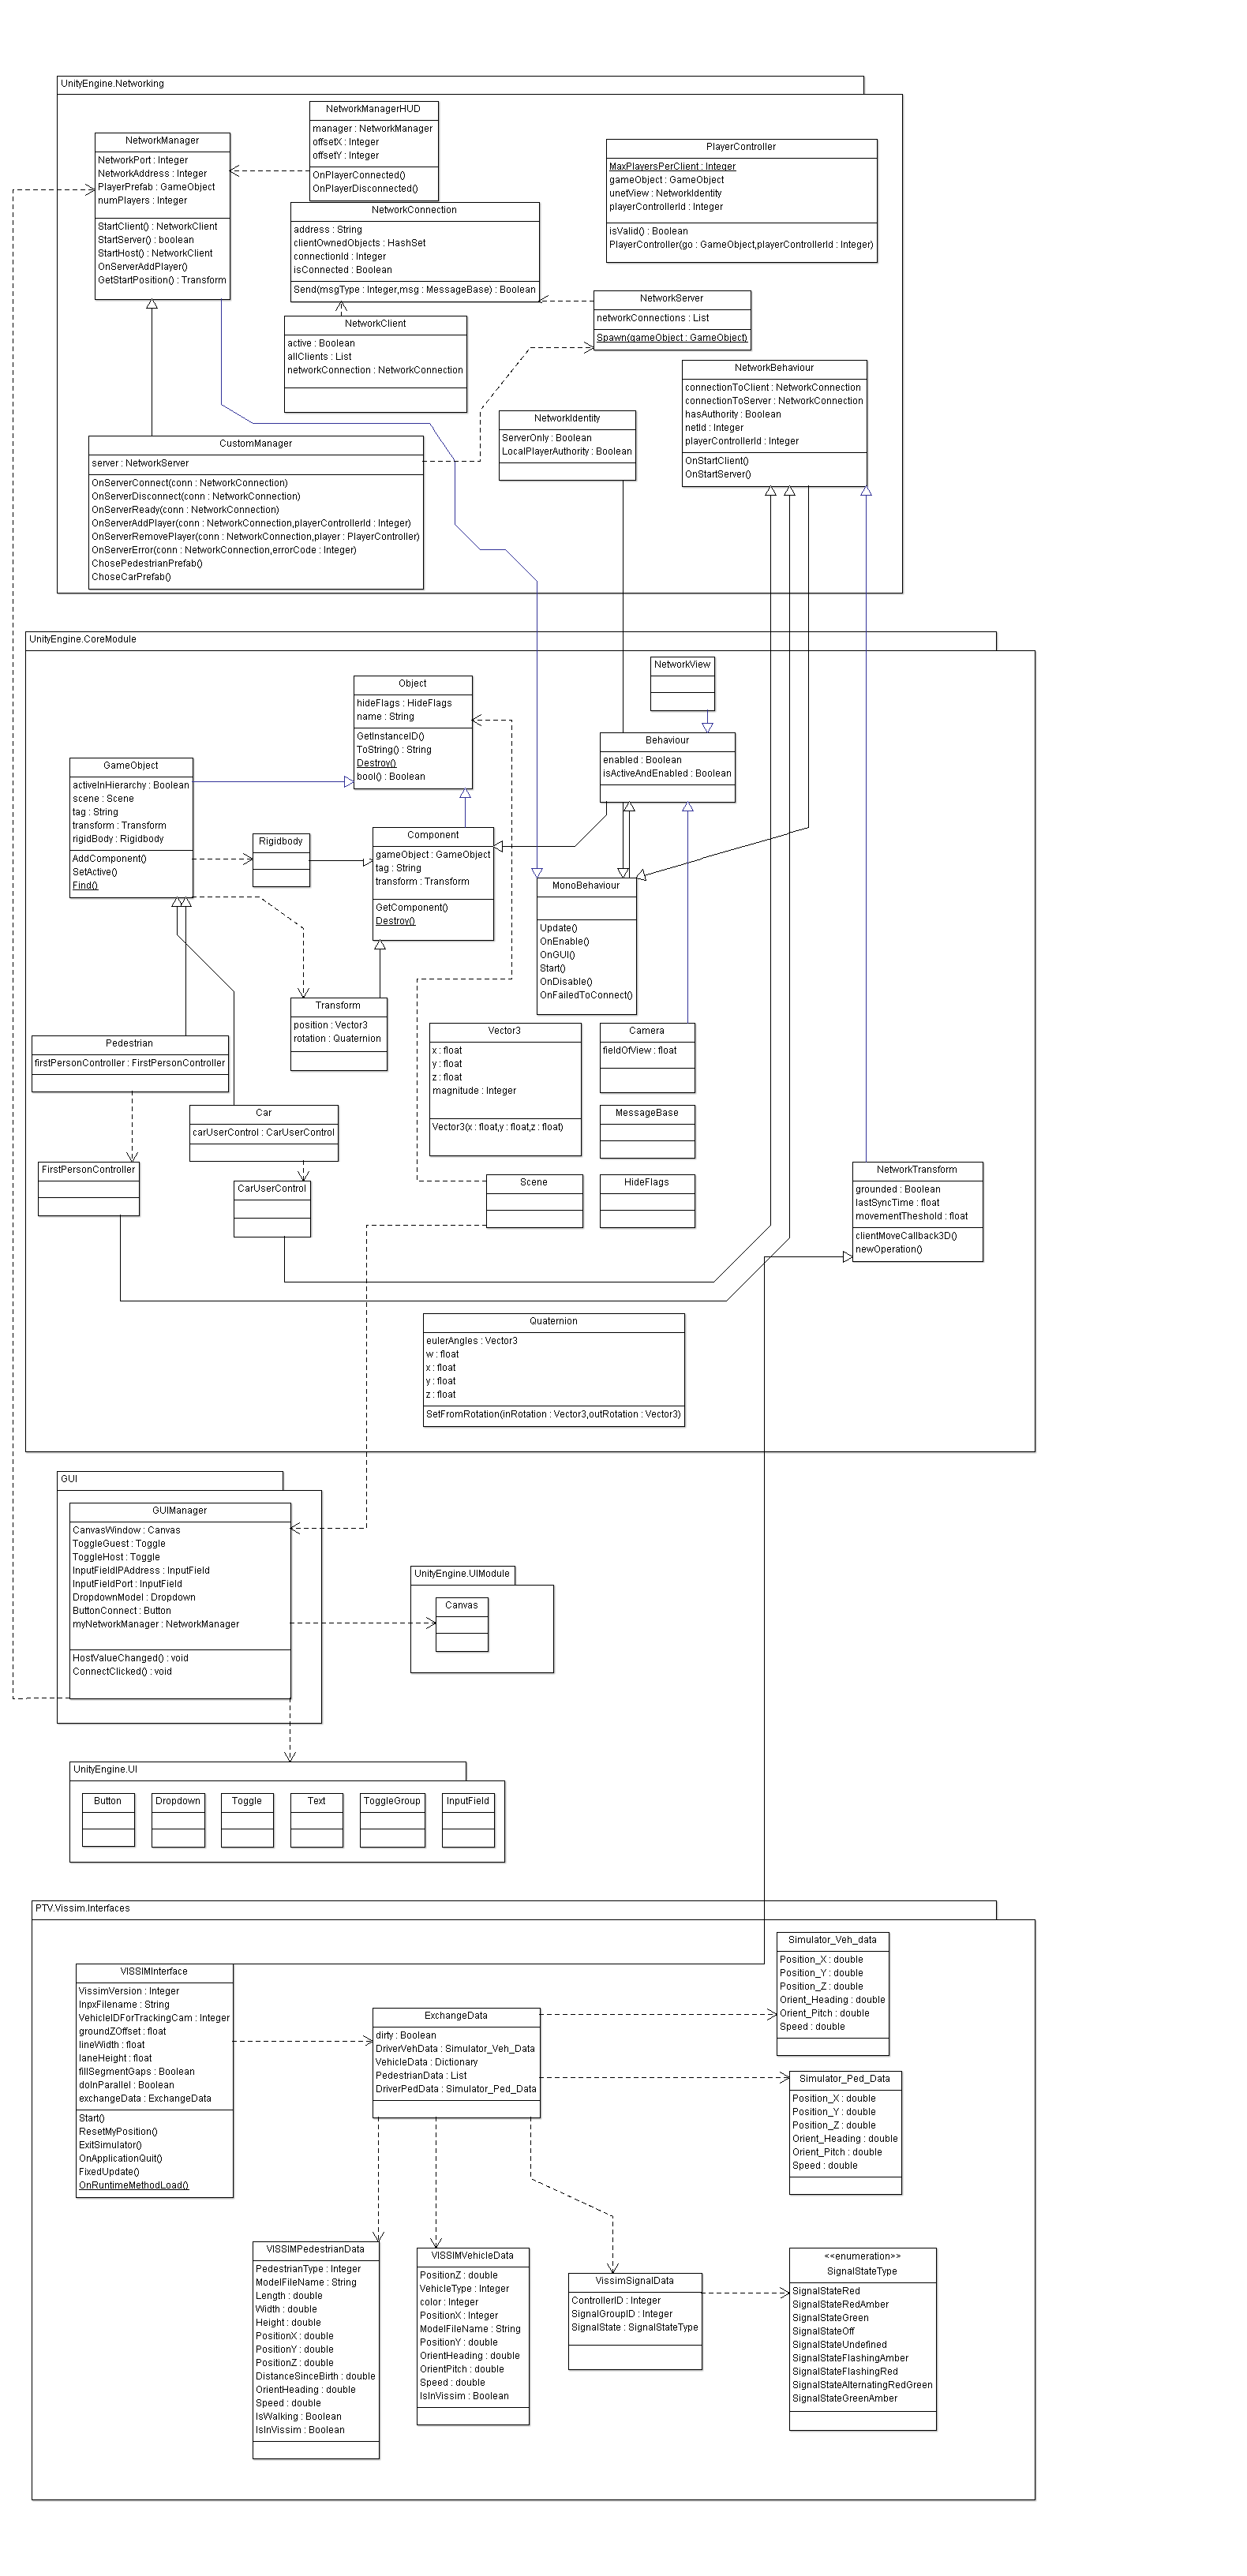 UnityEngine.Networking
NetworkManager
NetworkPort : Integer
NetworkAddress : Integer
PlayerPrefab : GameObject
numPlayers : Integer
StartClient() : NetworkClient
StartServer() : boolean
StartHost() : NetworkClient
OnServerAddPlayer()
GetStartPosition() : Transform
NetworkManagerHUD
manager : NetworkManager
offsetX : Integer
offsetY : Integer
OnPlayerConnected()
OnPlayerDisconnected()
PlayerController
MaxPlayersPerClient : Integer
gameObject : GameObject
unetView : NetworkIdentity
playerControllerId : Integer
isValid() : Boolean
PlayerController(go : GameObject,playerControllerId : Integer)
NetworkConnection
address : String
clientOwnedObjects : HashSet
connectionId : Integer
isConnected : Boolean
Send(msgType : Integer,msg : MessageBase) : Boolean
NetworkServer
networkConnections : List
Spawn(gameObject : GameObject)
NetworkClient
active : Boolean
allClients : List
networkConnection : NetworkConnection
NetworkBehaviour
connectionToClient : NetworkConnection
connectionToServer : NetworkConnection
hasAuthority : Boolean
netId : Integer
playerControllerId : Integer
OnStartClient()
OnStartServer()
NetworkIdentity
ServerOnly : Boolean
LocalPlayerAuthority : Boolean
CustomManager
server : NetworkServer
OnServerConnect(conn : NetworkConnection)
OnServerDisconnect(conn : NetworkConnection)
OnServerReady(conn : NetworkConnection)
OnServerAddPlayer(conn : NetworkConnection,playerControllerId : Integer)
OnServerRemovePlayer(conn : NetworkConnection,player : PlayerController)
OnServerError(conn : NetworkConnection,errorCode : Integer)
ChosePedestrianPrefab()
ChoseCarPrefab()
UnityEngine.CoreModule
NetworkView
Object
hideFlags : HideFlags
name : String
GetInstanceID()
ToString() : String
Destroy()
bool() : Boolean
Behaviour
enabled : Boolean
isActiveAndEnabled : Boolean
GameObject
activeInHierarchy : Boolean
scene : Scene
tag : String
transform : Transform
rigidBody : Rigidbody
AddComponent()
SetActive()
Find()
Rigidbody
Component
gameObject : GameObject
tag : String
transform : Transform
GetComponent()
Destroy()
MonoBehaviour
Update()
OnEnable()
OnGUI()
Start()
OnDisable()
OnFailedToConnect()
Transform
position : Vector3
rotation : Quaternion
Vector3
x : float
y : float
z : float
magnitude : Integer
Vector3(x : float,y : float,z : float)
Camera
fieldOfView : float
Pedestrian
firstPersonController : FirstPersonController
Car
carUserControl : CarUserControl
MessageBase
FirstPersonController
CarUserControl
Scene
HideFlags
NetworkTransform
grounded : Boolean
lastSyncTime : float
movementTheshold : float
clientMoveCallback3D()
newOperation()
Quaternion
eulerAngles : Vector3
w : float
x : float
y : float
z : float
SetFromRotation(inRotation : Vector3,outRotation : Vector3)
GUI
GUIManager
CanvasWindow : Canvas
ToggleGuest : Toggle
ToggleHost : Toggle
InputFieldIPAddress : InputField
InputFieldPort : InputField
DropdownModel : Dropdown
ButtonConnect : Button
myNetworkManager : NetworkManager
HostValueChanged() : void
ConnectClicked() : void
UnityEngine.UIModule
Canvas
UnityEngine.UI
Button
Dropdown
Toggle
Text
ToggleGroup
InputField
PTV.Vissim.Interfaces
VISSIMInterface
VissimVersion : Integer
InpxFilename : String
VehicleIDForTrackingCam : Integer
groundZOffset : float
lineWidth : float
laneHeight : float
fillSegmentGaps : Boolean
doInParallel : Boolean
exchangeData : ExchangeData
Start()
ResetMyPosition()
ExitSimulator()
OnApplicationQuit()
FixedUpdate()
OnRuntimeMethodLoad()
ExchangeData
dirty : Boolean
DriverVehData : Simulator_Veh_Data
VehicleData : Dictionary
PedestrianData : List
DriverPedData : Simulator_Ped_Data
Simulator_Veh_data
Position_X : double
Position_Y : double
Position_Z : double
Orient_Heading : double
Orient_Pitch : double
Speed : double
Simulator_Ped_Data
Position_X : double
Position_Y : double
Position_Z : double
Orient_Heading : double
Orient_Pitch : double
Speed : double
VISSIMPedestrianData
PedestrianType : Integer
ModelFileName : String
Length : double
Width : double
Height : double
PositionX : double
PositionY : double
PositionZ : double
DistanceSinceBirth : double
OrientHeading : double
Speed : double
IsWalking : Boolean
IsInVissim : Boolean
VISSIMVehicleData
PositionZ : double
VehicleType : Integer
color : Integer
PositionX : Integer
ModelFileName : String
PositionY : double
OrientHeading : double
OrientPitch : double
Speed : double
IsInVissim : Boolean
VissimSignalData
ControllerID : Integer
SignalGroupID : Integer
SignalState : SignalStateType
<<enumeration>>
SignalStateType
SignalStateRed
SignalStateRedAmber
SignalStateGreen
SignalStateOff
SignalStateUndefined
SignalStateFlashingAmber
SignalStateFlashingRed
SignalStateAlternatingRedGreen
SignalStateGreenAmber